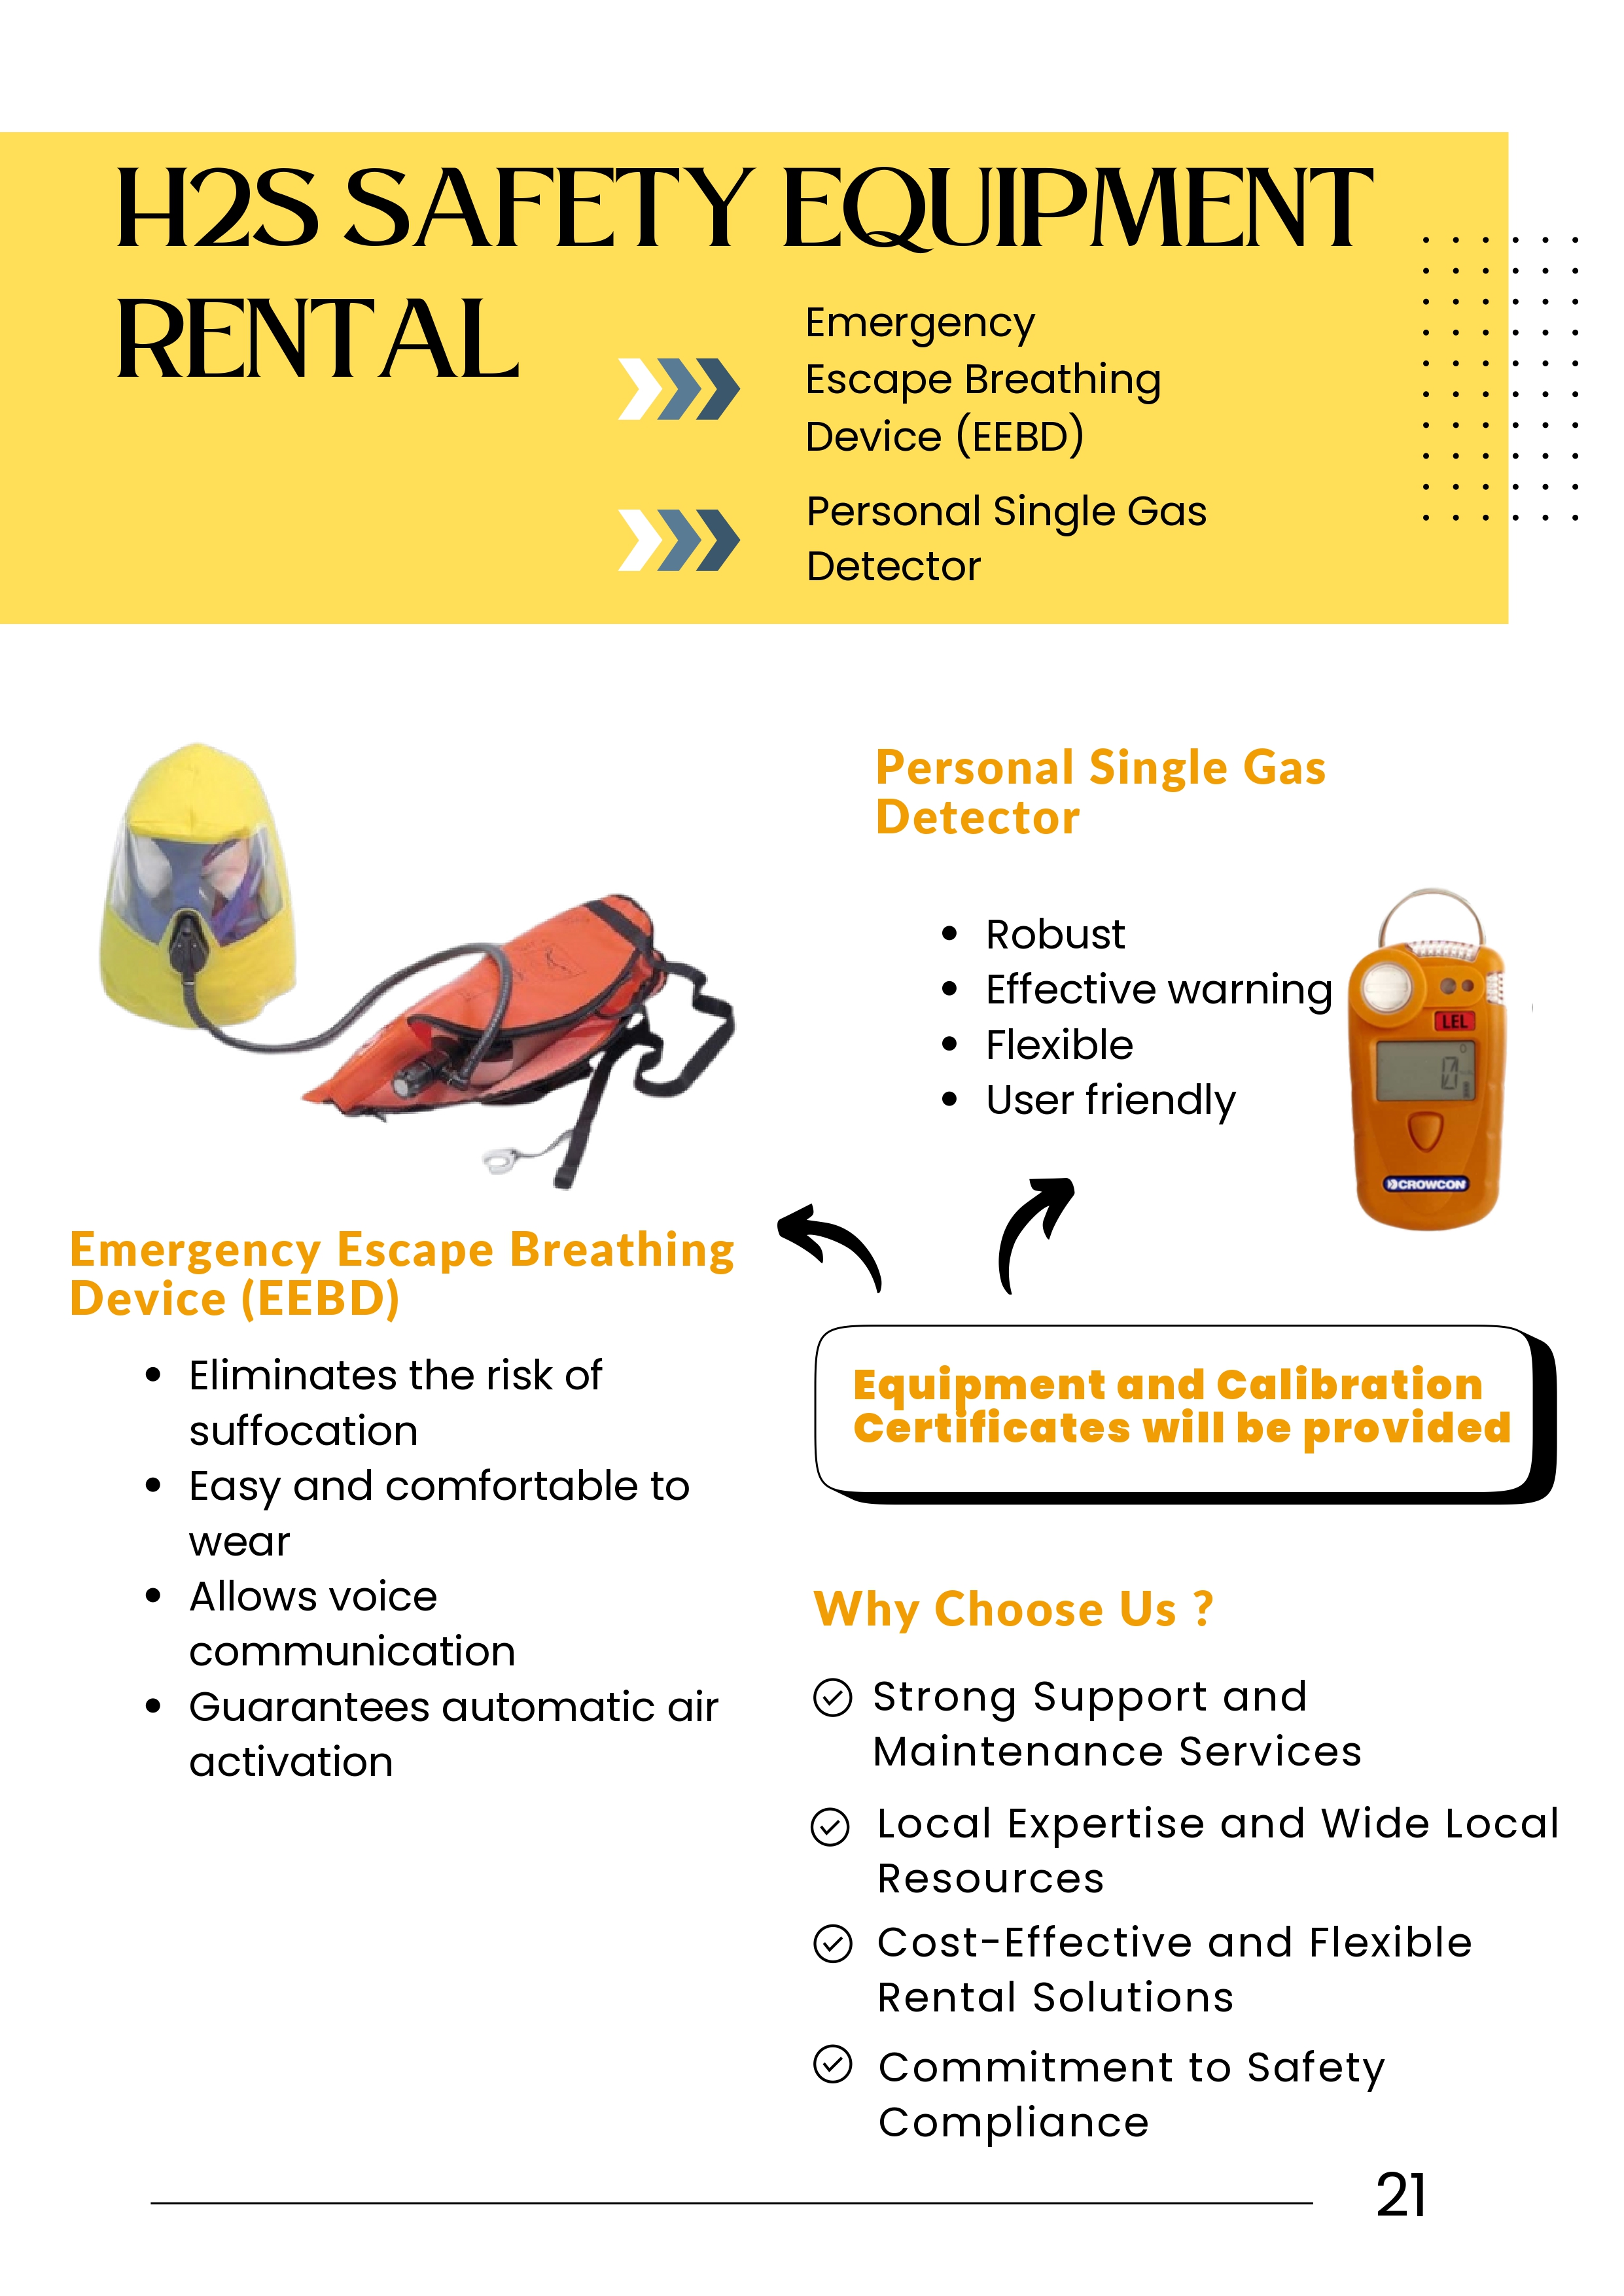 H2S SAFETY EQUIPMENT
RENTAL
Emergency
Escape Breathing
Device (EEBD)
Personal Single Gas
Detector
Personal Single Gas
Detector
• Robust
• Effective warning
• Flexible
• User friendly
LEL
0
CROWCON
Emergency Escape Breathing
Device (EEBD)
• Eliminates the risk of
suffocation
• Easy and comfortable to
wear
• Allows voice
communication
• Guarantees automatic air
activation
Equipment and Calibration
Certificates will be provided
Why Choose Us ?
Strong Support and
Maintenance Services
Local Expertise and Wide Local
Resources
Cost-Effective and Flexible
Rental Solutions
Commitment to Safety
Compliance
21